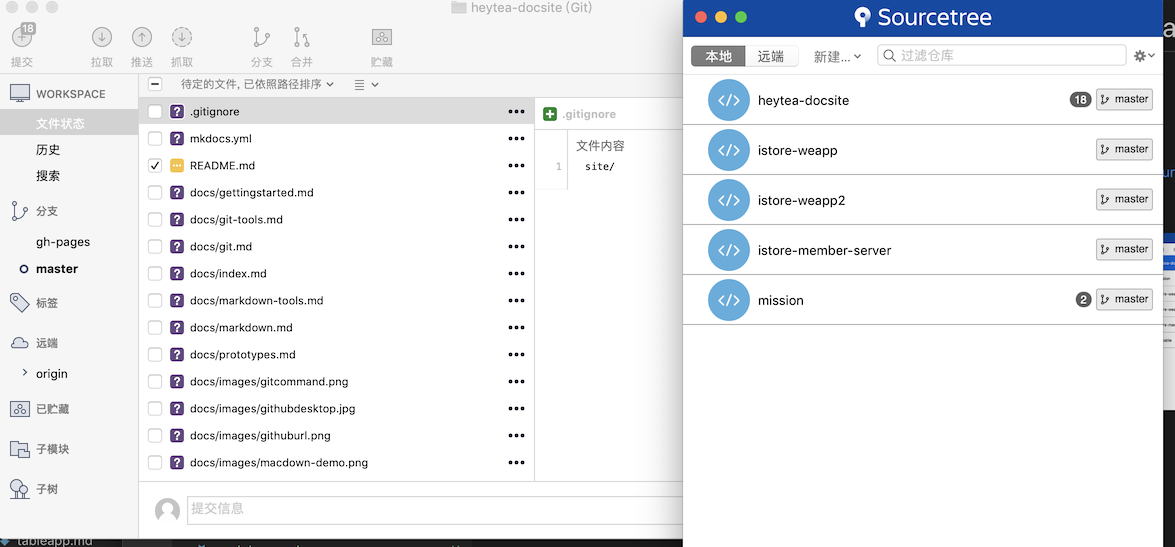 heytea-docsite (Git)
18
提交
拉取
推送
抓取
分支
合并
贮藏
WORKSPACE
文件状态
历史
搜索
分支
gh-pages
master
标签
远端
origin
已贮藏
子模块
子树
待定的文件, 已依照路径排序
.gitignore
mkdocs.yml
README.md
docs/gettingstarted.md
docs/git-tools.md
docs/git.md
docs/index.md
docs/markdown-tools.md
docs/markdown.md
docs/prototypes.md
docs/images/gitcommand.png
docs/images/githubdesktop.jpg
docs/images/githuburl.png
docs/images/macdown-demo.png
.gitignore
文件内容
1 site/
提交信息
tableapp.md
Sourcetree
本地
远端
新建...
过滤仓库
heytea-docsite 18 master
istore-weapp master
istore-weapp2 master
istore-member-server master
mission 2 master